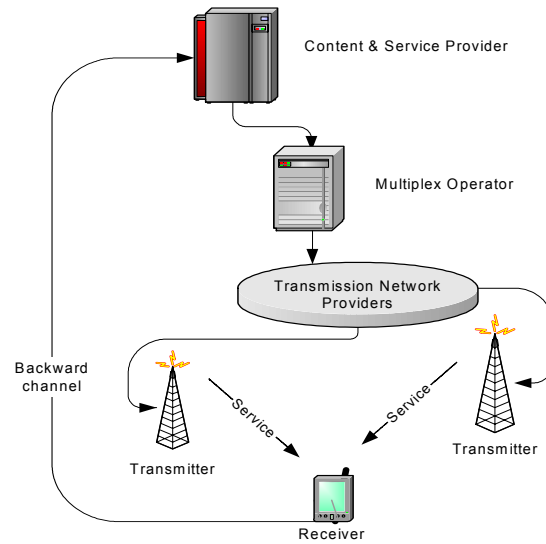 Content & Service Provider
Multiplex Operator
Transmission Network
Providers
Backward
channel
Service
Service
Transmitter
Transmitter
Receiver